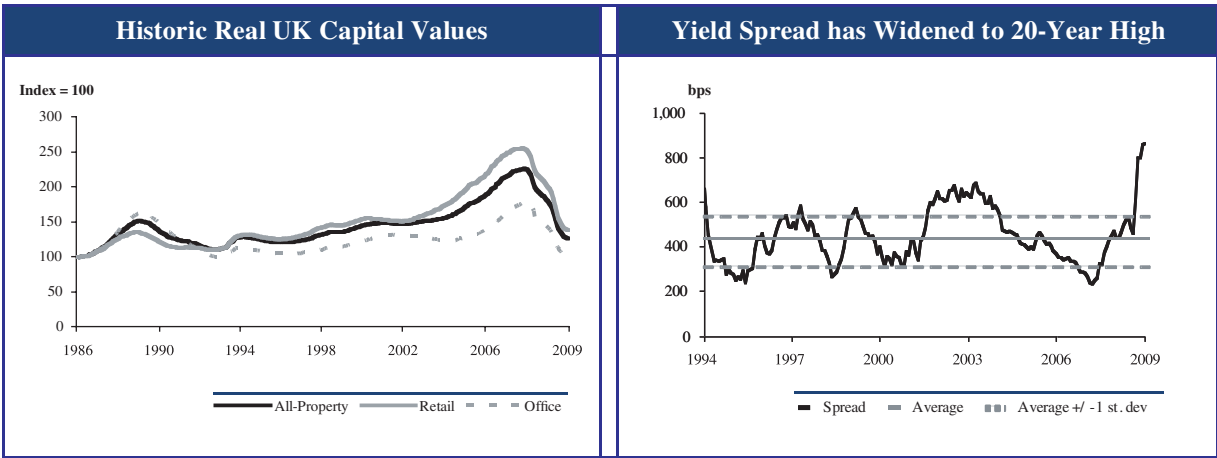 Historic Real UK Capital Values
Index = 100
300
250
200
150
100
50
0
1986 1990 1994 1998 2002 2006 2009
All-Property Retail Office
Yield Spread has Widened to 20-Year High
bps
1,000
800
600
400
200
0
1994 1997 2000 2003 2006 2009
Spread Average Average +/ -1 st. dev